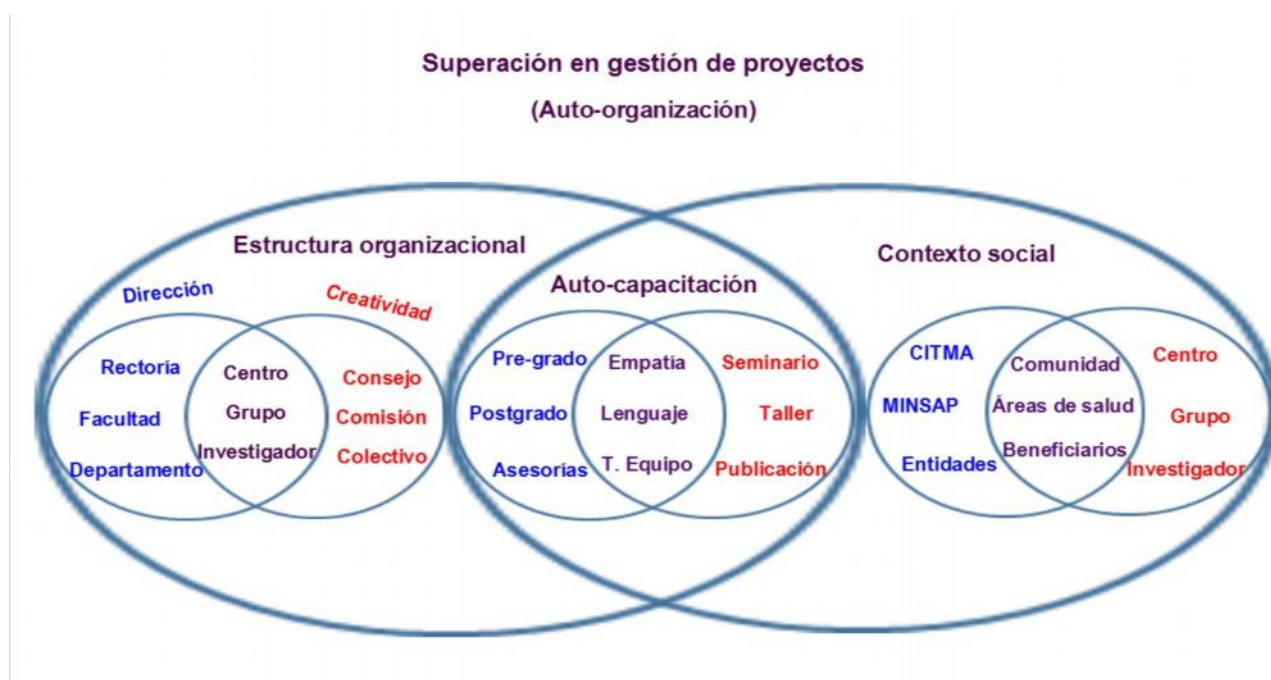 Superación en gestión de proyectos
(Auto-organización)
Estructura organizacional
Dirección
Creatividad
Rectoría
Facultad
Departamento
Centro
Grupo
Investigador
Consejo
Comisión
Colectivo
Auto-capacitación
Pre-grado
Postgrado
Asesorías
Empatía
Lenguaje
T. Equipo
Seminario
Taller
Publicación
Contexto social
CITMA
MINSAP
Entidades
Comunidad
Áreas de salud
Beneficiarios
Centro
Grupo
Investigador